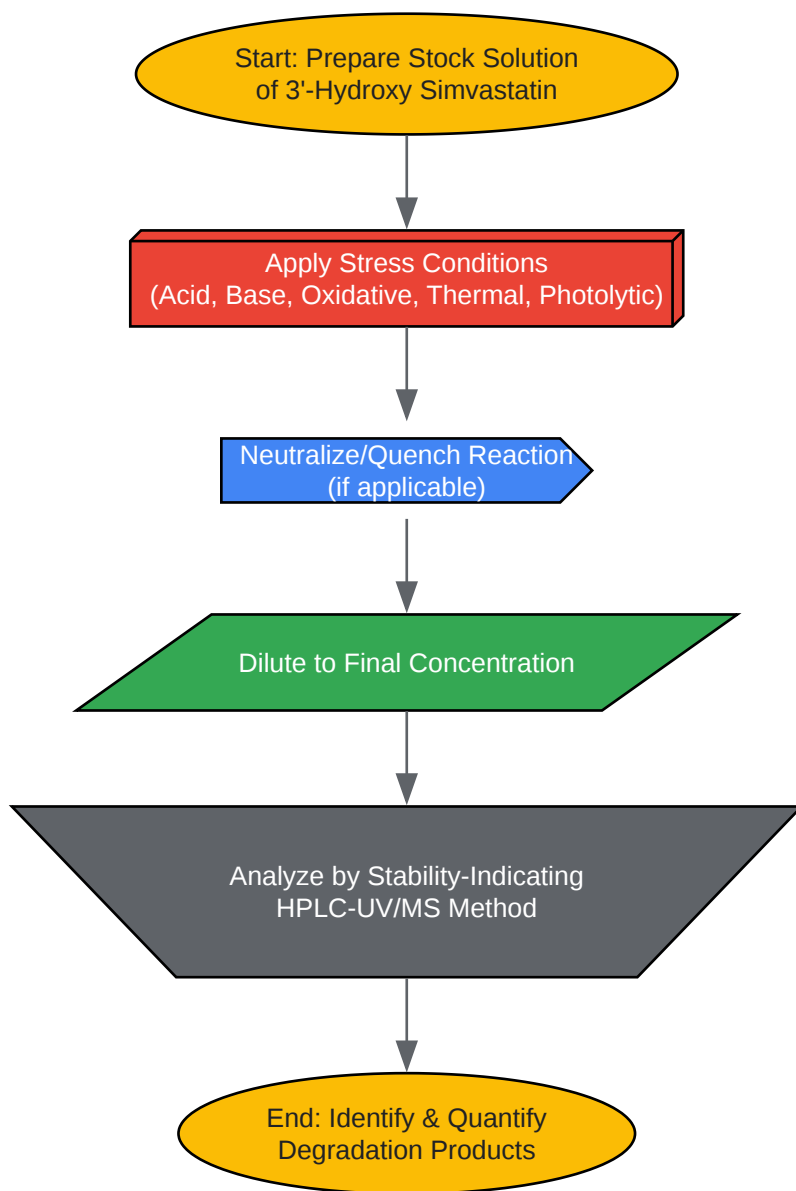 Start: Prepare Stock Solution
of 3'-Hydroxy Simvastatin
Apply Stress Conditions
(Acid, Base, Oxidative, Thermal, Photolytic)
Neutralize/Quench Reaction
(if applicable)
Dilute to Final Concentration
Analyze by Stability-Indicating
HPLC-UV/MS Method
End: Identify & Quantify
Degradation Products